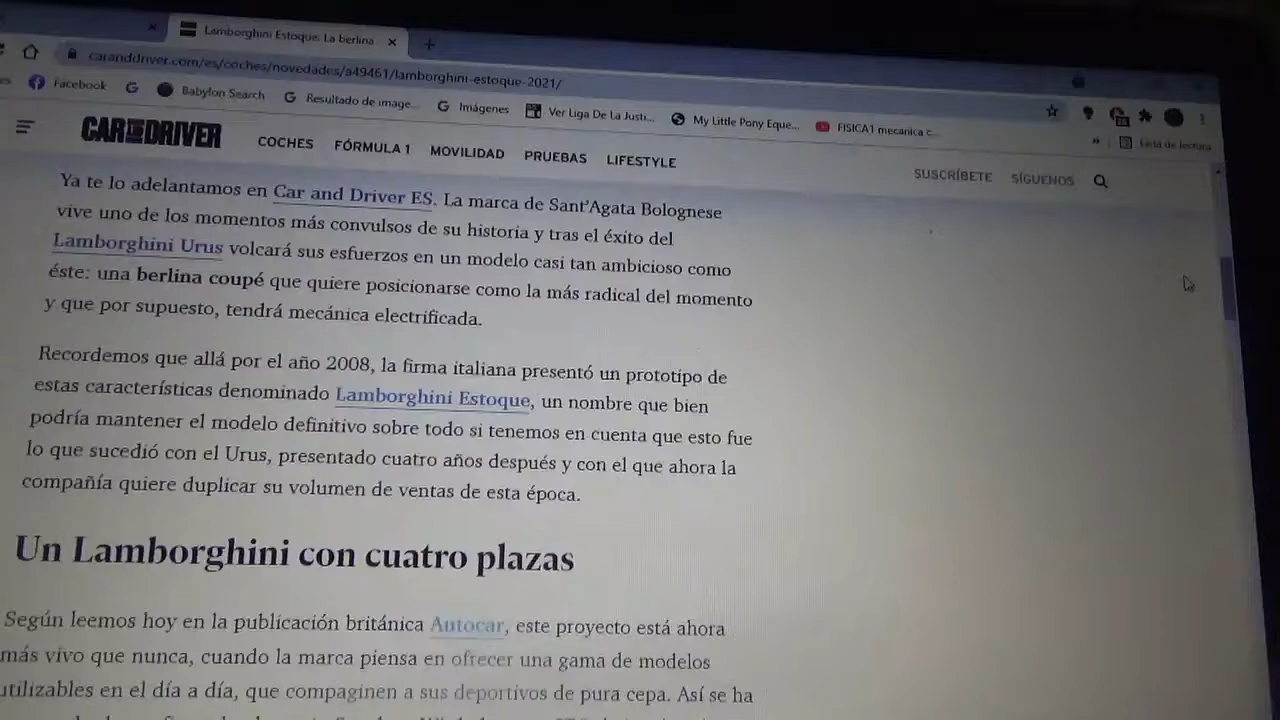 Lamborghini Estoque: La berlina
caranddriver.com/es/coches/novedades/a49461/lamborghini-estoque-2021/
Facebook
Babylon Search
Resultado de image...
Imágenes
Ver Liga De La Justi...
My Little Pony Eque...
FISICA1 mecanica c...
Lista de lectura
CAR AND DRIVER
COCHES
FÓRMULA 1
MOVILIDAD
PRUEBAS
LIFESTYLE
SUSCRÍBETE
SÍGUENOS
Ya te lo adelantamos en Car and Driver ES. La marca de Sant'Agata Bolognese
vive uno de los momentos más convulsos de su historia y tras el éxito del
Lamborghini Urus volcará sus esfuerzos en un modelo casi tan ambicioso como
éste: una berlina coupé que quiere posicionarse como la más radical del momento
y que por supuesto, tendrá mecánica electrificada.
Recordemos que allá por el año 2008, la firma italiana presentó un prototipo de
estas características denominado Lamborghini Estoque, un nombre que bien
podría mantener el modelo definitivo sobre todo si tenemos en cuenta que esto fue
lo que sucedió con el Urus, presentado cuatro años después y con el que ahora la
compañía quiere duplicar su volumen de ventas de esta época.
Un Lamborghini con cuatro plazas
Según leemos hoy en la publicación británica Autocar, este proyecto está ahora
más vivo que nunca, cuando la marca piensa en ofrecer una gama de modelos
utilizables en el día a día, que compaginen a sus deportivos de pura cepa. Así se ha